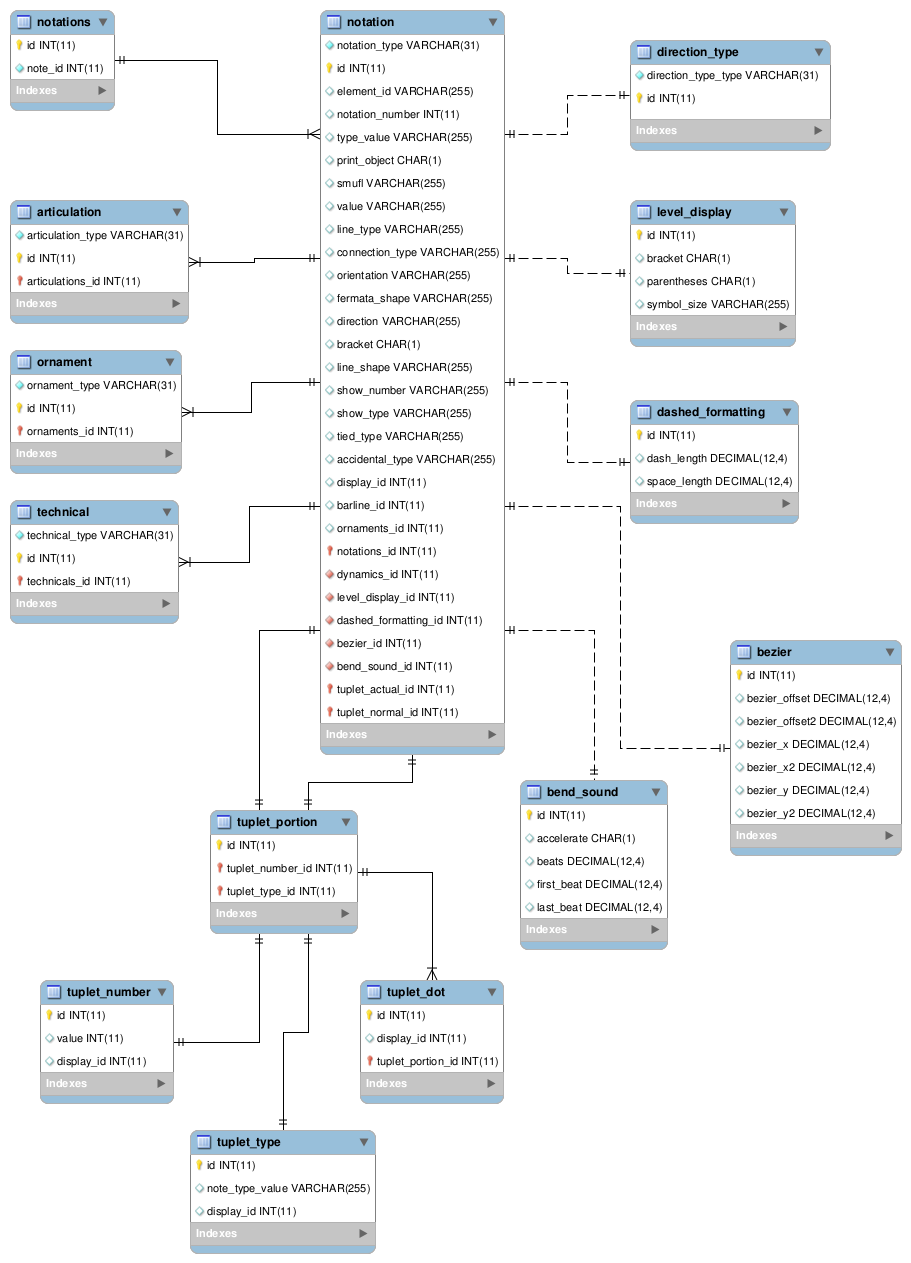 notations
id INT(11)
note_id INT(11)
Indexes
notation
notation_type VARCHAR(31)
id INT(11)
element_id VARCHAR(255)
notation_number INT(11)
type_value VARCHAR(255)
print_object CHAR(1)
smufl VARCHAR(255)
value VARCHAR(255)
line_type VARCHAR(255)
connection_type VARCHAR(255)
orientation VARCHAR(255)
fermata_shape VARCHAR(255)
direction VARCHAR(255)
bracket CHAR(1)
line_shape VARCHAR(255)
show_number VARCHAR(255)
show_type VARCHAR(255)
tied_type VARCHAR(255)
accidental_type VARCHAR(255)
display_id INT(11)
barline_id INT(11)
ornaments_id INT(11)
notations_id INT(11)
dynamics_id INT(11)
level_display_id INT(11)
dashed_formatting_id INT(11)
bezier_id INT(11)
bend_sound_id INT(11)
tuplet_actual_id INT(11)
tuplet_normal_id INT(11)
Indexes
direction_type
direction_type_type VARCHAR(31)
id INT(11)
Indexes
articulation
articulation_type VARCHAR(31)
id INT(11)
articulations_id INT(11)
Indexes
level_display
id INT(11)
bracket CHAR(1)
parentheses CHAR(1)
symbol_size VARCHAR(255)
Indexes
ornament
ornament_type VARCHAR(31)
id INT(11)
ornaments_id INT(11)
Indexes
dashed_formatting
id INT(11)
dash_length DECIMAL(12,4)
space_length DECIMAL(12,4)
Indexes
technical
technical_type VARCHAR(31)
id INT(11)
technicals_id INT(11)
Indexes
bezier
id INT(11)
bezier_offset DECIMAL(12,4)
bezier_offset2 DECIMAL(12,4)
bezier_x DECIMAL(12,4)
bezier_x2 DECIMAL(12,4)
bezier_y DECIMAL(12,4)
bezier_y2 DECIMAL(12,4)
Indexes
bend_sound
id INT(11)
accelerate CHAR(1)
beats DECIMAL(12,4)
first_beat DECIMAL(12,4)
last_beat DECIMAL(12,4)
Indexes
tuplet_portion
id INT(11)
tuplet_number_id INT(11)
tuplet_type_id INT(11)
Indexes
tuplet_number
id INT(11)
value INT(11)
display_id INT(11)
Indexes
tuplet_dot
id INT(11)
display_id INT(11)
tuplet_portion_id INT(11)
Indexes
tuplet_type
id INT(11)
note_type_value VARCHAR(255)
display_id INT(11)
Indexes